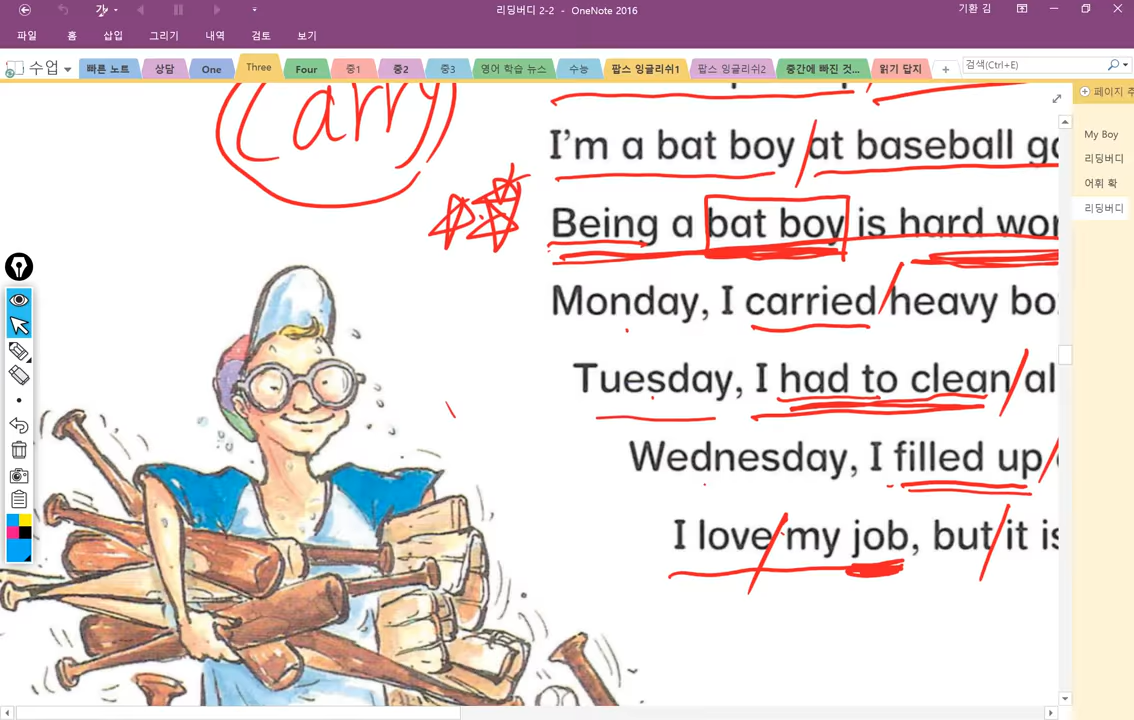 리딩버디 2-2 - OneNote 2016
기환 김
파일 홈 삽입 그리기 내역 검토 보기
수업 빠른 노트 상담 One Three Four 중1 중2 중3 영어 학습 뉴스 수능 팝스 잉글리쉬1 팝스 잉글리쉬2 중간에 빠진 것... 읽기 답지 검색(Ctrl+E)
페이지 추
My Boy
리딩버디
어휘 확
리딩버디
Carry
I'm a bat boy at baseball ga
Being a bat boy is hard wor
Monday, I carried heavy bo
Tuesday, I had to clean al
Wednesday, I filled up
I love my job, but it is